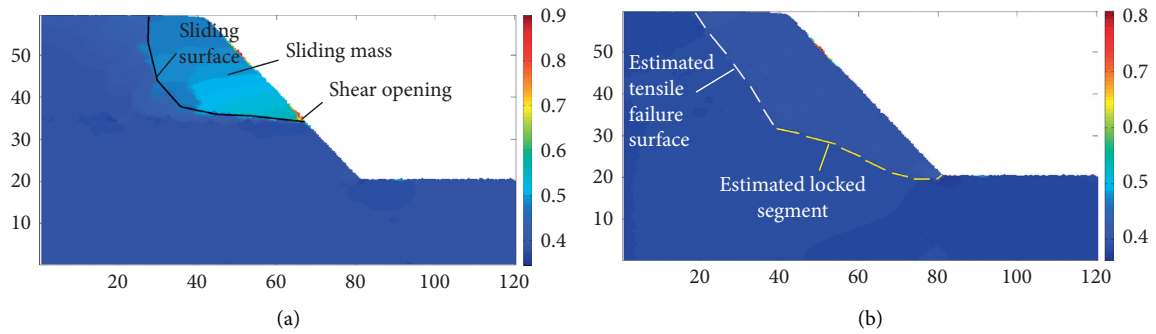 0.9
0.8
0.7
0.6
0.5
0.4
50
40
30
20
10
20
40
60
80
100
120
Sliding
surface
Sliding mass
Shear opening
(a)
0.8
0.7
0.6
0.5
0.4
50
40
30
20
10
20
40
60
80
100
120
Estimated
tensile
failure
surface
Estimated locked
segment
(b)